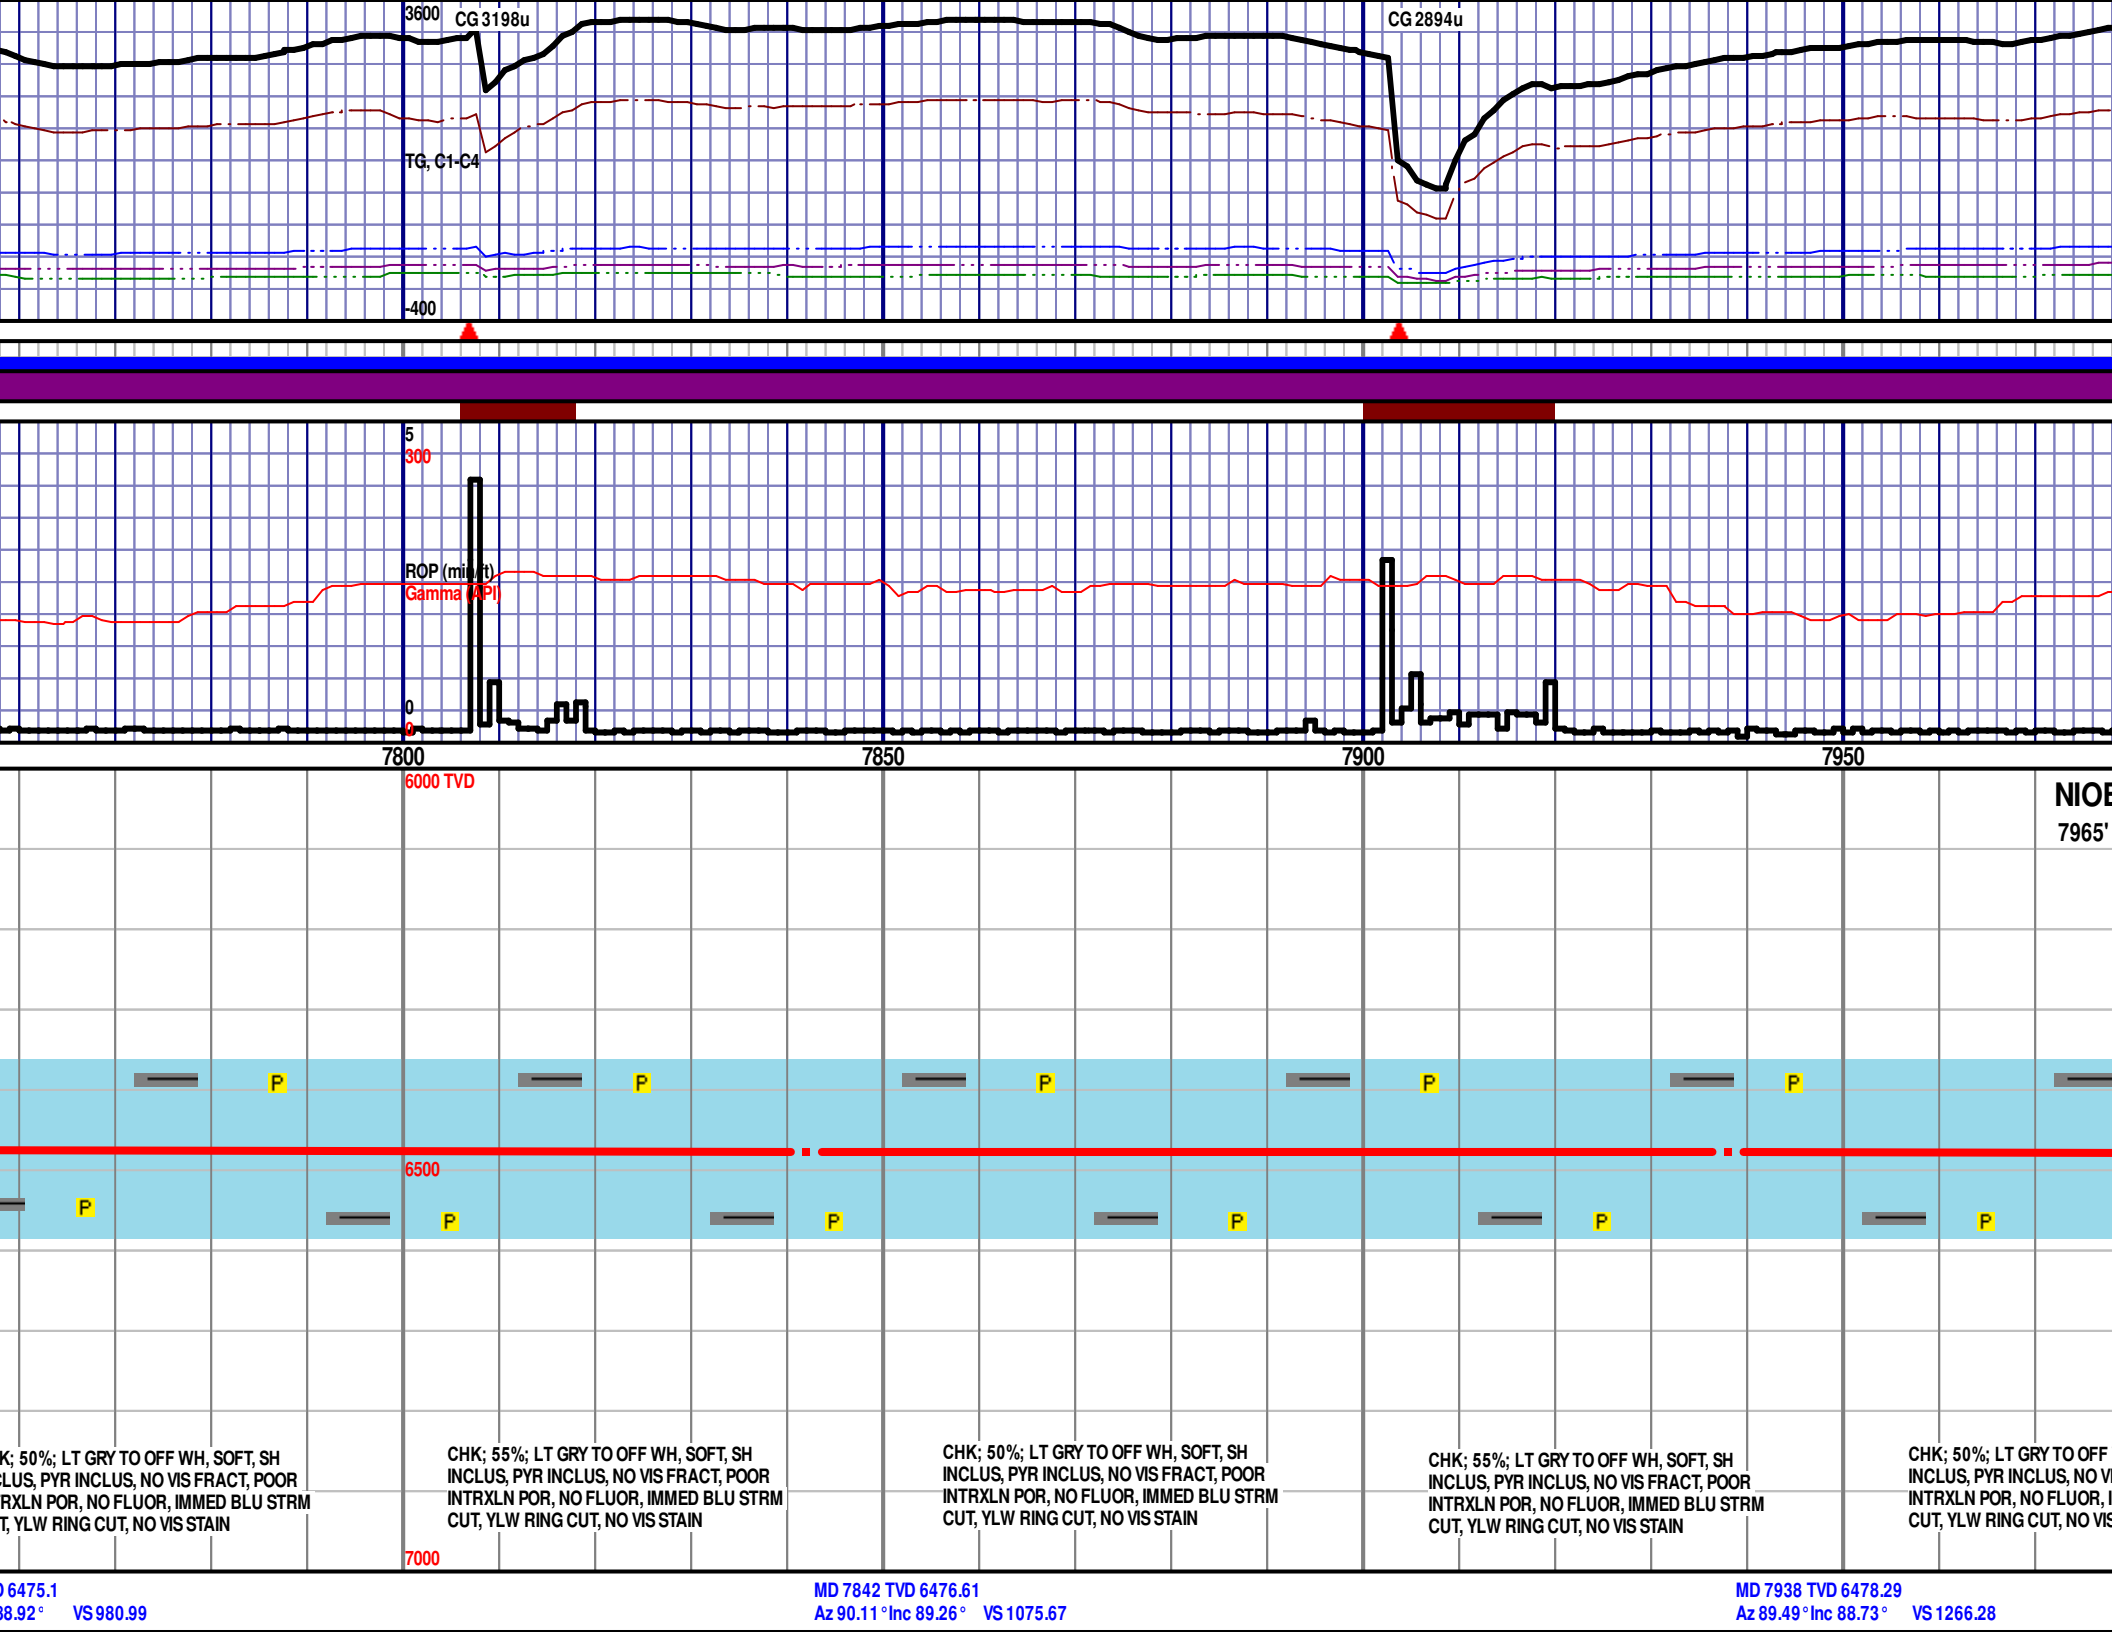 3600
CG 3198u
CG 2894u
TG, C1-C4
-400
5
300
ROP (min/ft)
Gamma (API)
0
0
7800
7850
7900
7950
6000 TVD
NIOB
7965'
P
P
P
P
P
6500
P
P
P
P
P
P
K; 50%; LT GRY TO OFF WH, SOFT, SH
CLUS, PYR INCLUS, NO VIS FRACT, POOR
TRXLN POR, NO FLUOR, IMMED BLU STRM
T, YLW RING CUT, NO VIS STAIN
CHK; 55%; LT GRY TO OFF WH, SOFT, SH
INCLUS, PYR INCLUS, NO VIS FRACT, POOR
INTRXLN POR, NO FLUOR, IMMED BLU STRM
CUT, YLW RING CUT, NO VIS STAIN
CHK; 50%; LT GRY TO OFF WH, SOFT, SH
INCLUS, PYR INCLUS, NO VIS FRACT, POOR
INTRXLN POR, NO FLUOR, IMMED BLU STRM
CUT, YLW RING CUT, NO VIS STAIN
CHK; 55%; LT GRY TO OFF WH, SOFT, SH
INCLUS, PYR INCLUS, NO VIS FRACT, POOR
INTRXLN POR, NO FLUOR, IMMED BLU STRM
CUT, YLW RING CUT, NO VIS STAIN
CHK; 50%; LT GRY TO OFF
INCLUS, PYR INCLUS, NO VI
INTRXLN POR, NO FLUOR, I
CUT, YLW RING CUT, NO VIS
7000
D 6475.1
88.92° VS 980.99
MD 7842 TVD 6476.61
Az 90.11° Inc 89.26° VS 1075.67
MD 7938 TVD 6478.29
Az 89.49° Inc 88.73° VS 1266.28